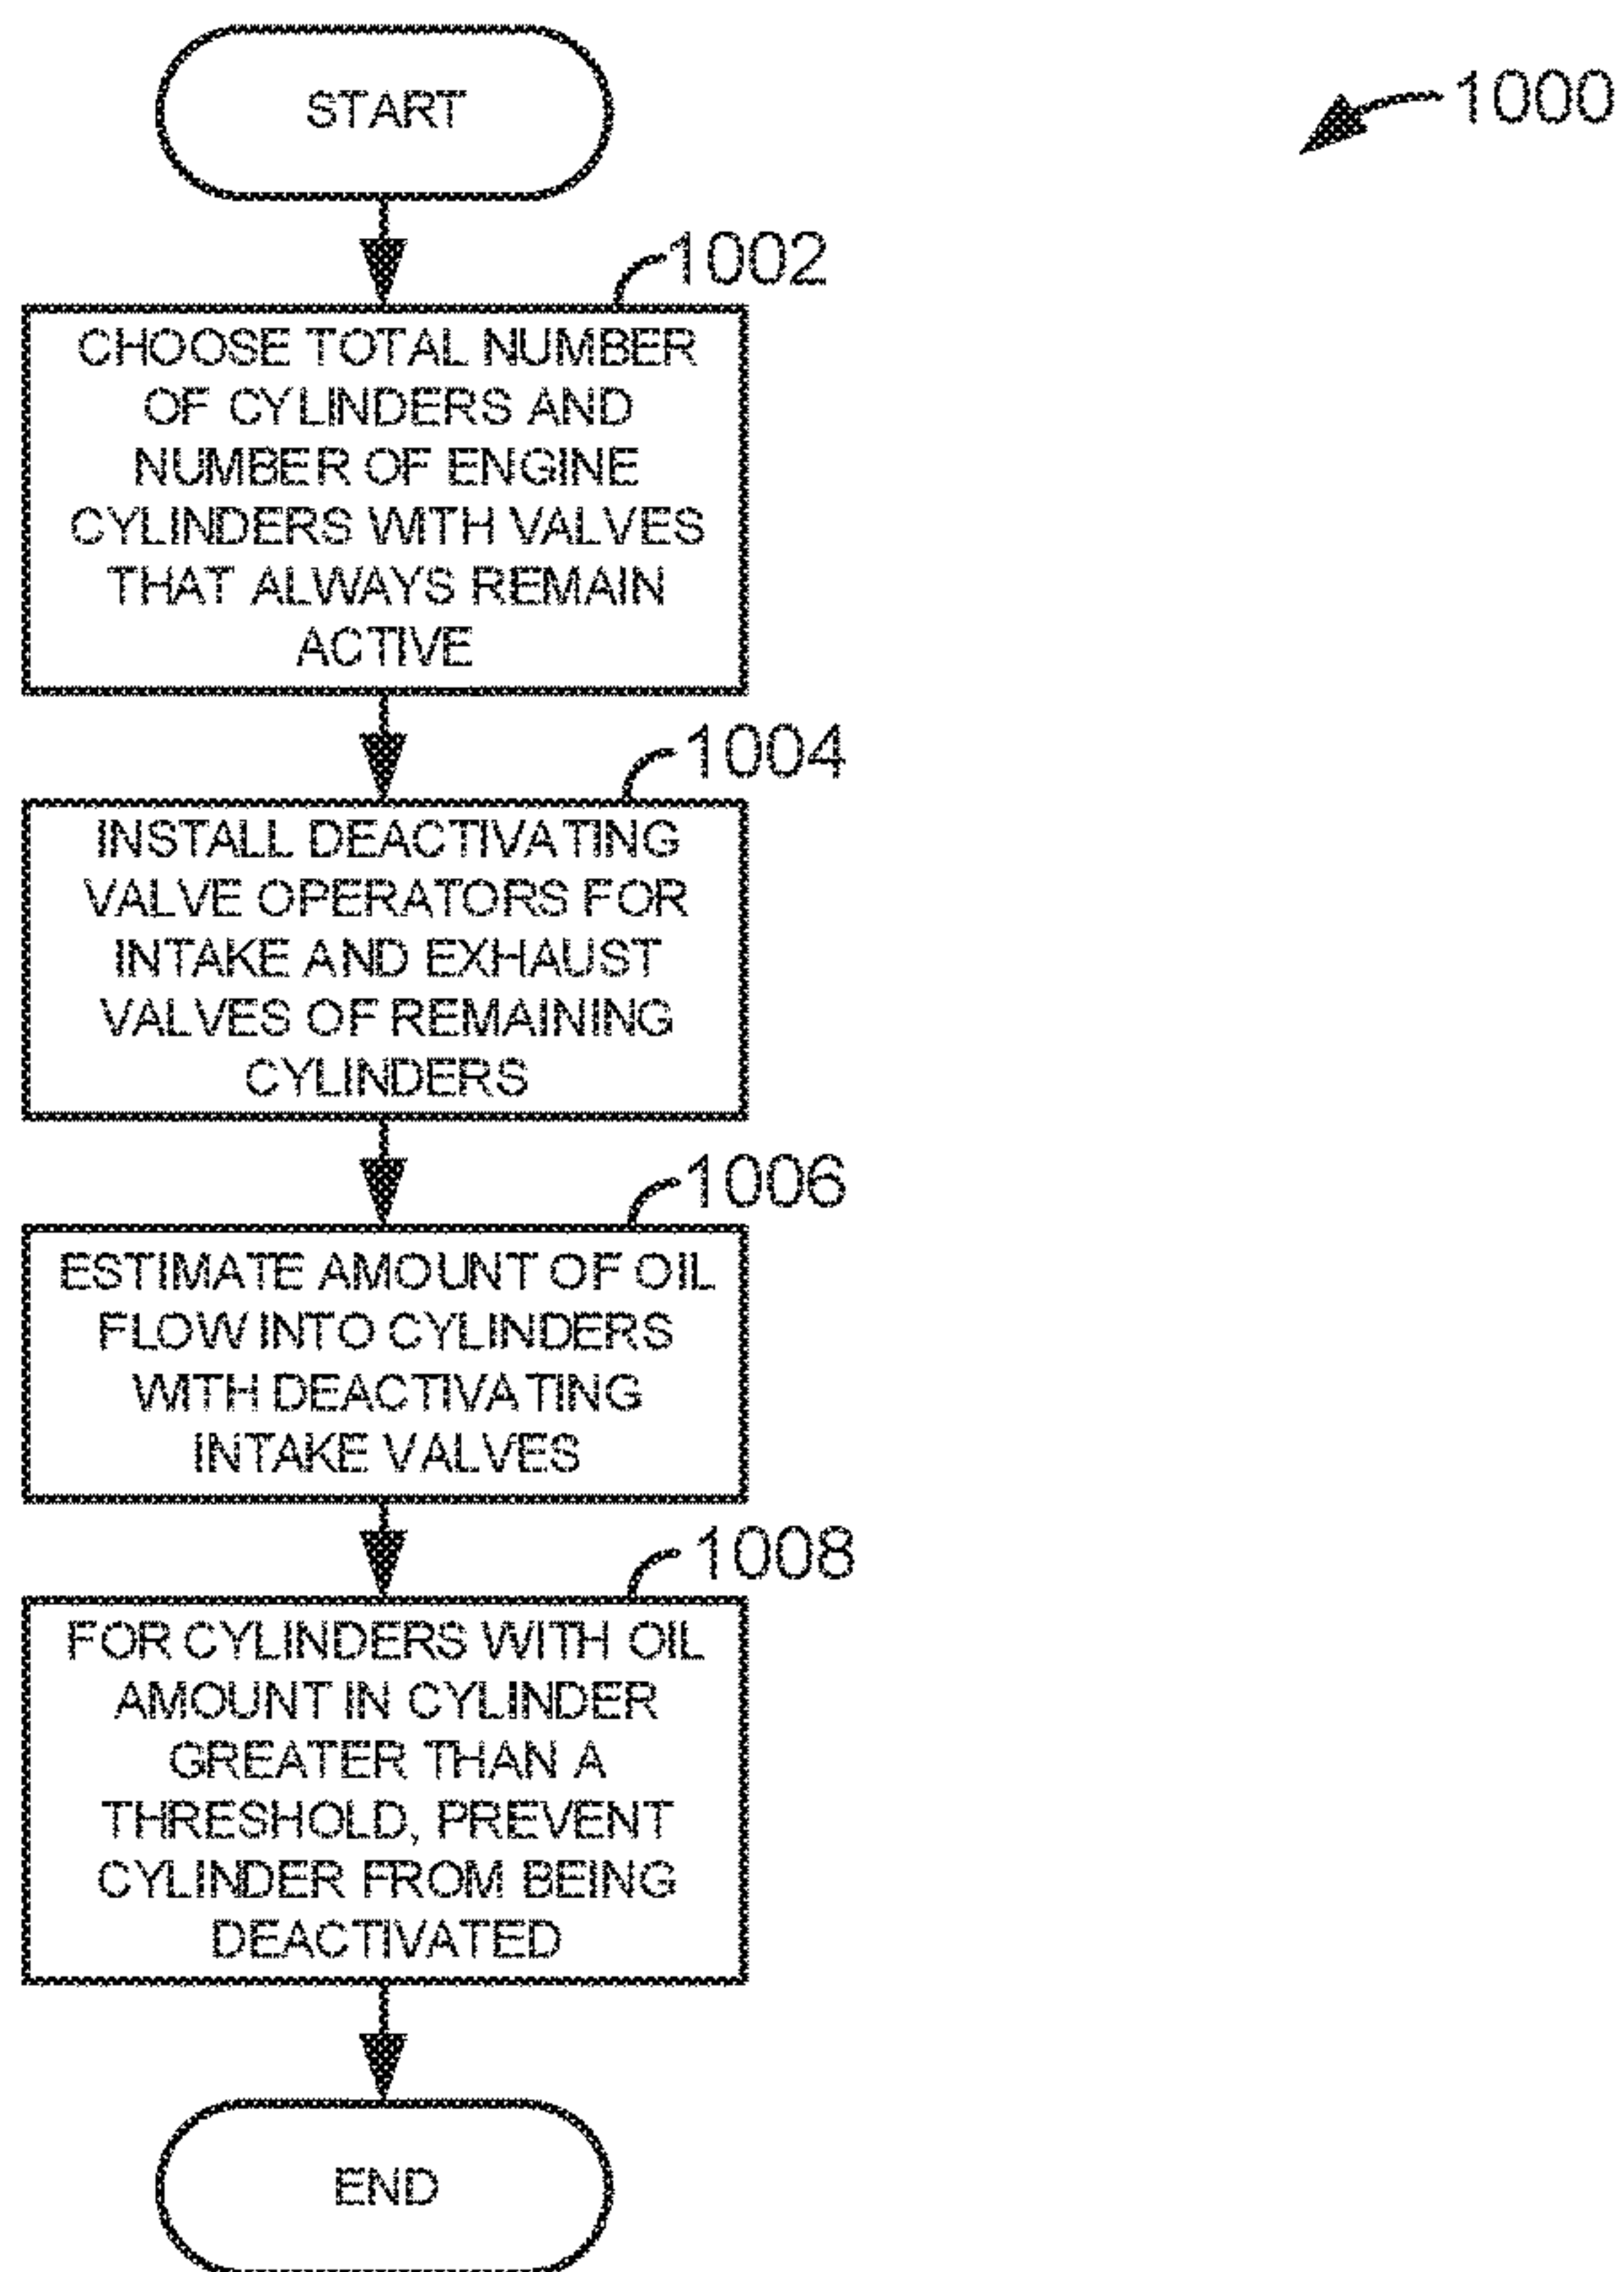 START
1000
1002
CHOOSE TOTAL NUMBER
OF CYLINDERS AND
NUMBER OF ENGINE
CYLINDERS WITH VALVES
THAT ALWAYS REMAIN
ACTIVE
1004
INSTALL DEACTIVATING
VALVE OPERATORS FOR
INTAKE AND EXHAUST
VALVES OF REMAINING
CYLINDERS
1006
ESTIMATE AMOUNT OF OIL
FLOW INTO CYLINDERS
WITH DEACTIVATING
INTAKE VALVES
1008
FOR CYLINDERS WITH OIL
AMOUNT IN CYLINDER
GREATER THAN A
THRESHOLD, PREVENT
CYLINDER FROM BEING
DEACTIVATED
END